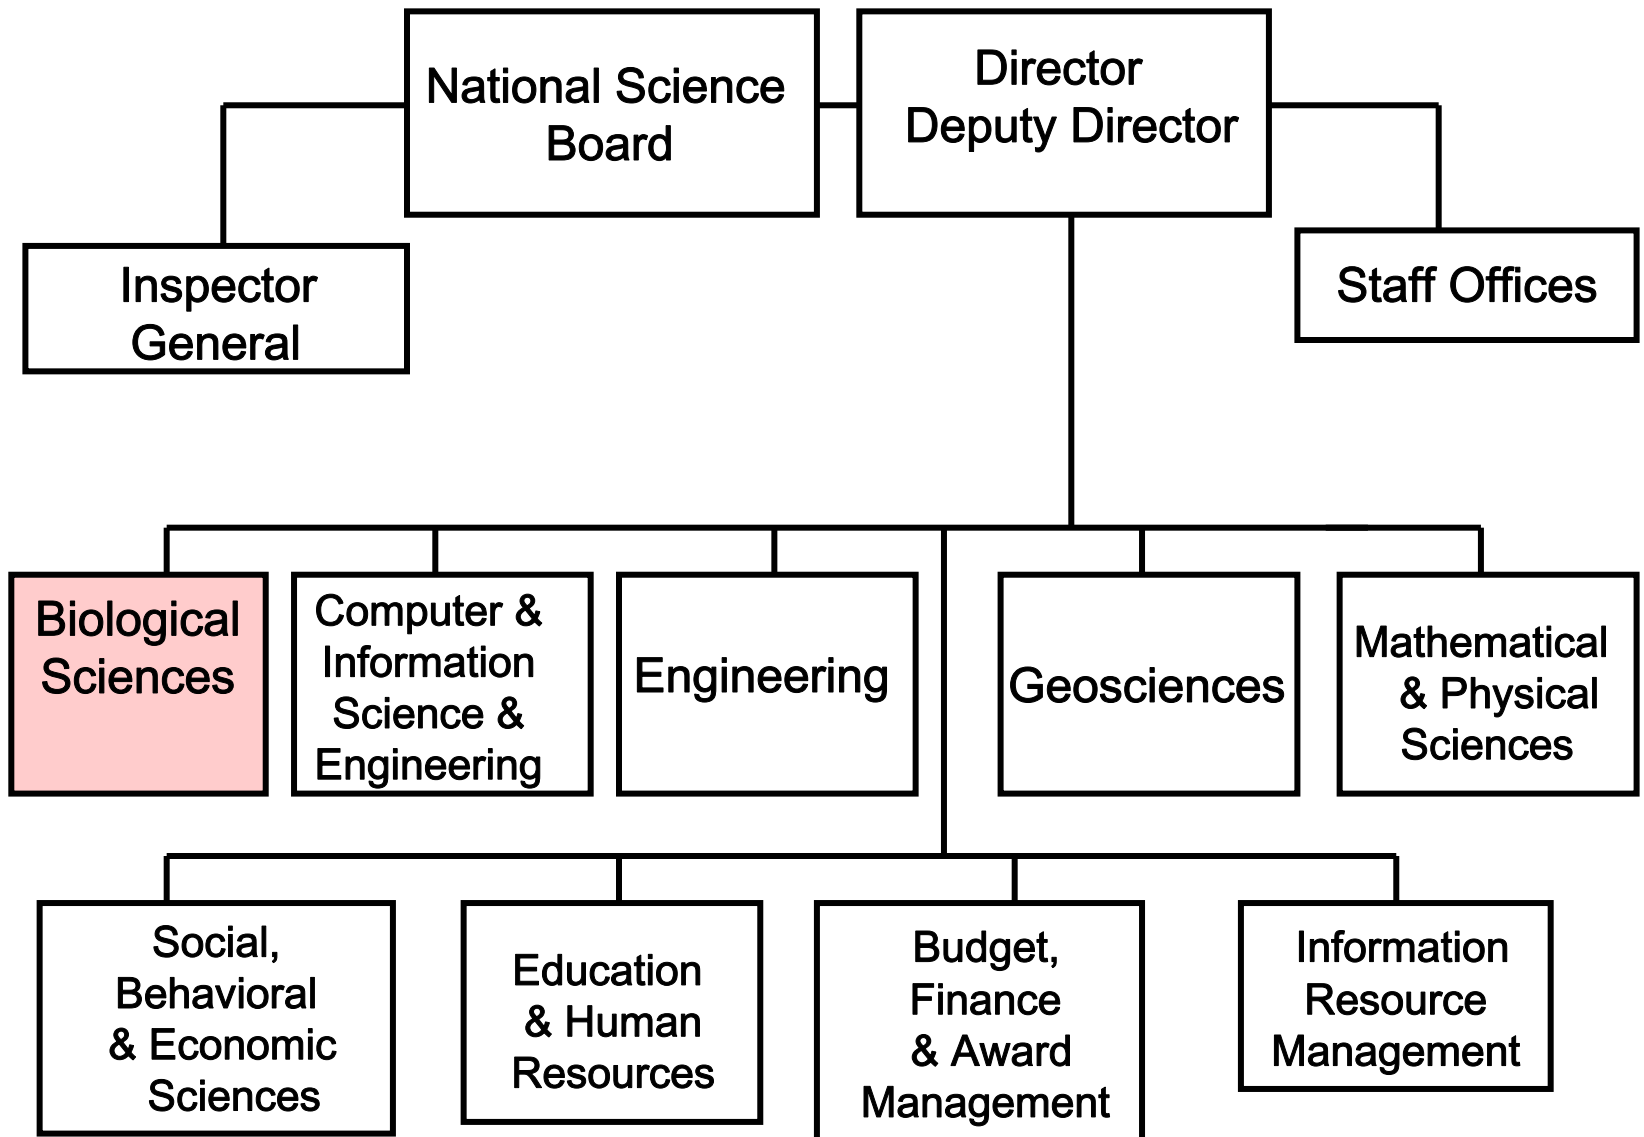 National Science
Board
Director
Deputy Director
Inspector
General
Staff Offices
Biological
Sciences
Computer &
Information
Science &
Engineering
Engineering
Geosciences
Mathematical
& Physical
Sciences
Social,
Behavioral
& Economic
Sciences
Education
& Human
Resources
Budget,
Finance
& Award
Management
Information
Resource
Management